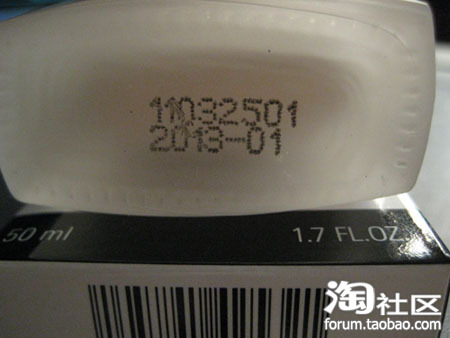 11032501
2013-01
50 ml
1.7 FL.OZ.
淘社区
forum.taobao.com